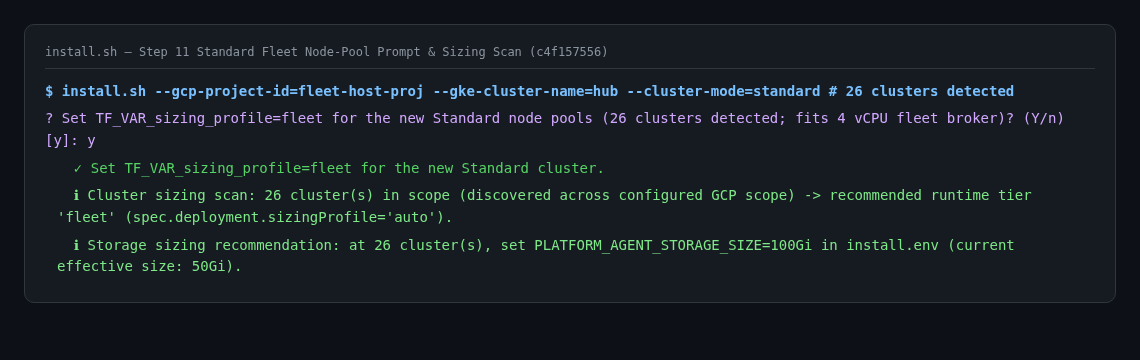 install.sh — Step 11 Standard Fleet Node-Pool Prompt & Sizing Scan (c4f157556)
$ install.sh --gcp-project-id=fleet-host-proj --gke-cluster-name=hub --cluster-mode=standard # 26 clusters detected
? Set TF_VAR_sizing_profile=fleet for the new Standard node pools (26 clusters detected; fits 4 vCPU fleet broker)? (Y/n)
[y]: y
✓ Set TF_VAR_sizing_profile=fleet for the new Standard cluster.
ℹ Cluster sizing scan: 26 cluster(s) in scope (discovered across configured GCP scope) -> recommended runtime tier
'fleet' (spec.deployment.sizingProfile='auto').
ℹ Storage sizing recommendation: at 26 cluster(s), set PLATFORM_AGENT_STORAGE_SIZE=100Gi in install.env (current
effective size: 50Gi).